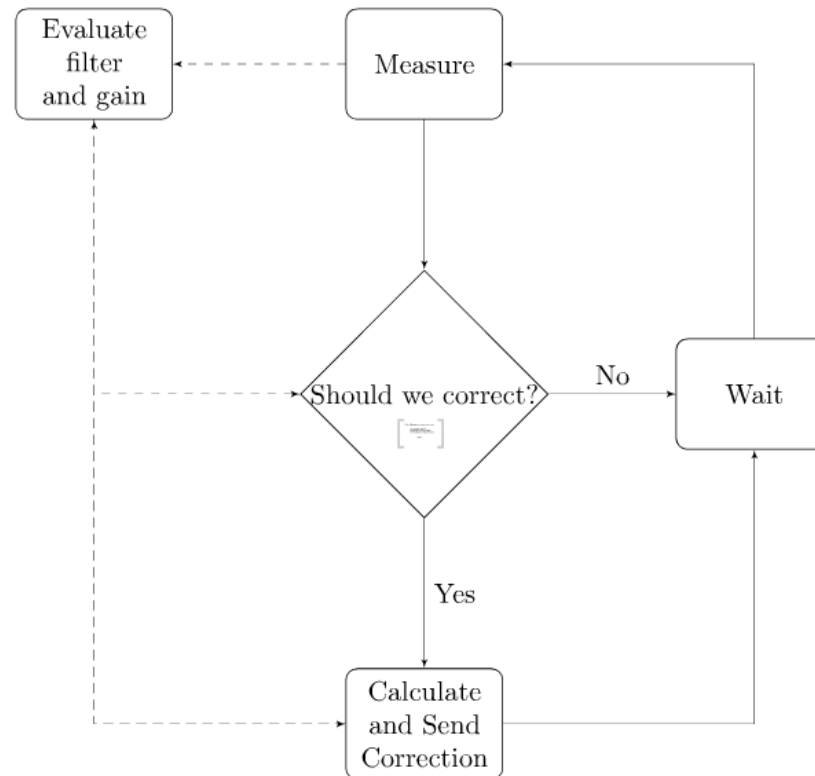 Evaluate
filter
and gain
Measure
Should we correct?
No
Wait
Yes
Calculate
and Send
Correction